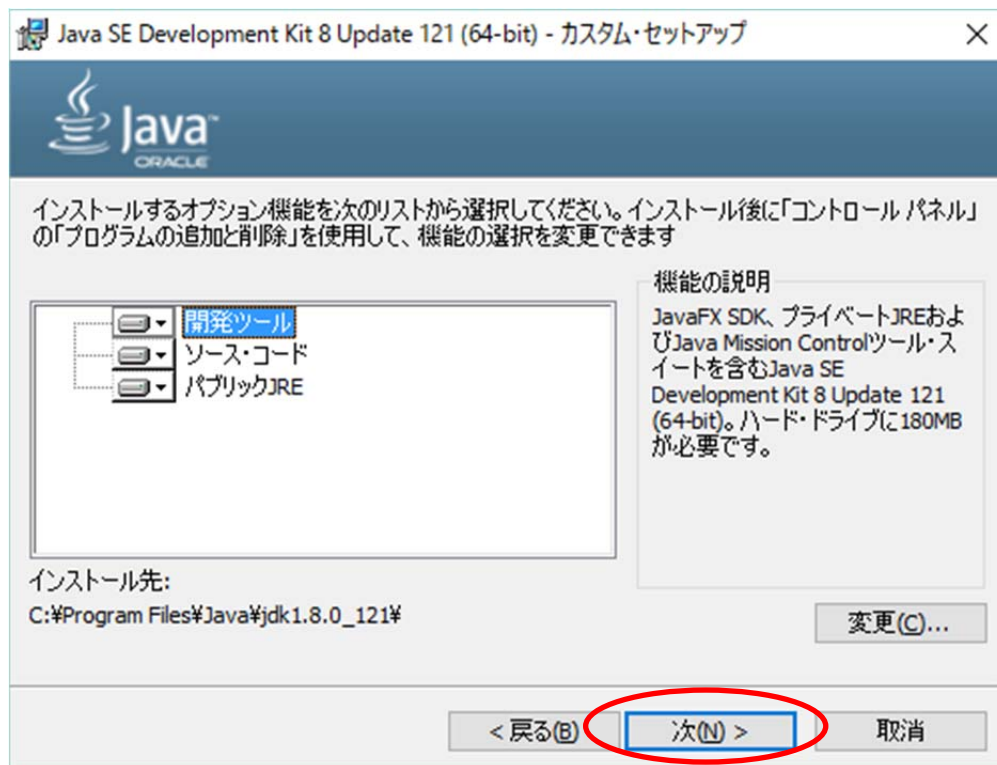 Java SE Development Kit 8 Update 121 (64-bit) - カスタム・セットアップ
Java™
ORACLE
インストールするオプション機能を次のリストから選択してください。インストール後に「コントロール パネル」
の「プログラムの追加と削除」を使用して、機能の選択を変更できます
開発ツール
ソース・コード
パブリックJRE
機能の説明
JavaFX SDK、プライベートJREおよ
びJava Mission Controlツール・ス
イートを含むJava SE
Development Kit 8 Update 121
(64-bit)。ハード・ドライブに180MB
が必要です。
インストール先:
C:¥Program Files¥Java¥jdk1.8.0_121¥
変更(C)...
< 戻る(B)
次(N) >
取消